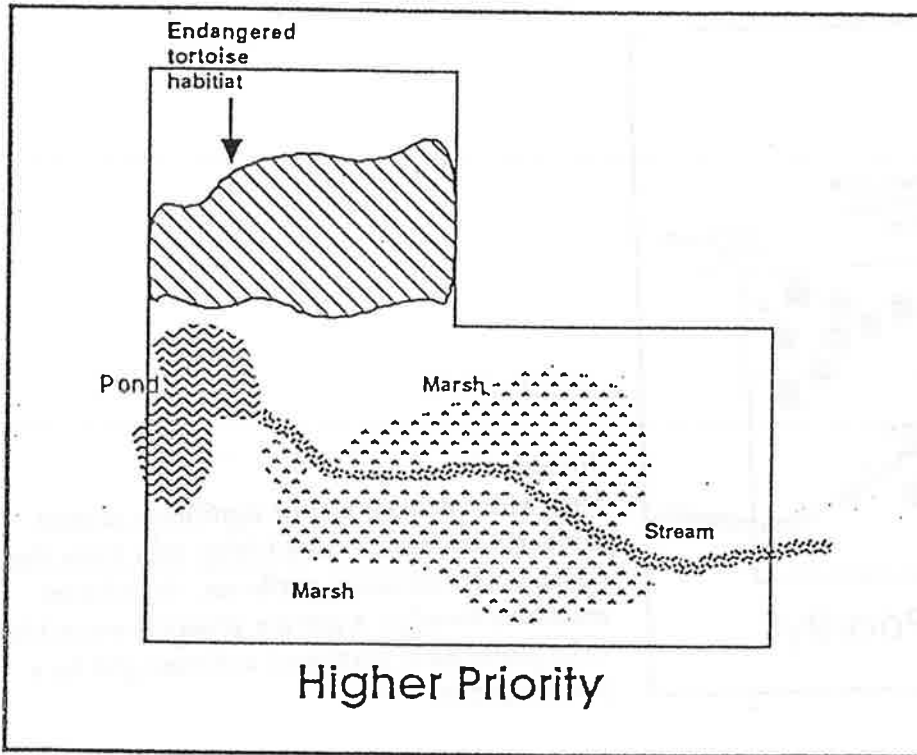 Endangered
tortoise
habitiat
Pond
Marsh
Stream
Marsh
Higher Priority